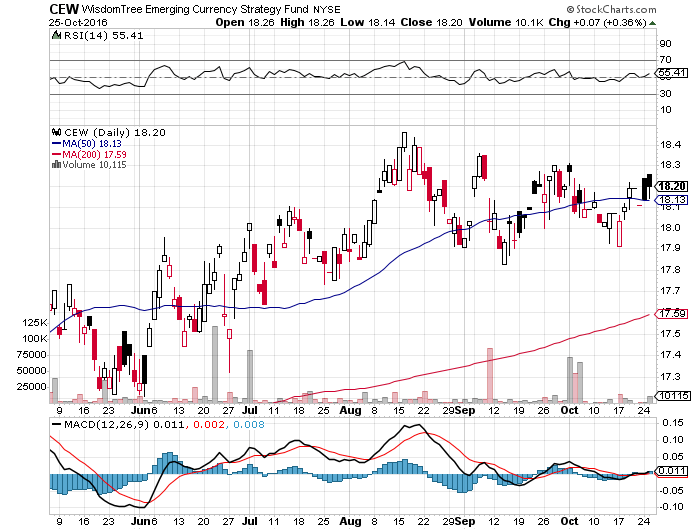 CEW WisdomTree Emerging Currency Strategy Fund NYSE © StockCharts.com
25-Oct-2016 Open 18.26 High 18.26 Low 18.14 Close 18.20 Volume 10.1K Chg +0.07 (+0.36%)
RSI(14) 55.41
90
70
55.41
50
30
10
CEW (Daily) 18.20
MA(50) 18.13
MA(200) 17.59
Volume 10,115
18.4
18.3
18.20
18.13
18.1
18.0
17.9
17.8
17.7
17.59
17.5
17.4
17.3
10115
125K
100K
75000
50000
25000
9 16 23 Jun 6 13 20 27 Jul 11 18 25 Aug 8 15 22 29 Sep 12 19 26 Oct 10 17 24
MACD(12,26,9) 0.011, 0.002, 0.008
0.15
0.10
0.05
0.011
-0.05
-0.10
9 16 23 Jun 6 13 20 27 Jul 11 18 25 Aug 8 15 22 29 Sep 12 19 26 Oct 10 17 24